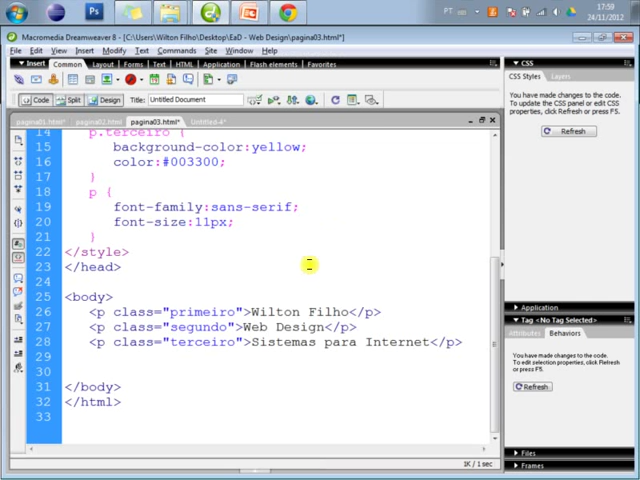 PT
17:59
24/11/2012
Macromedia Dreamweaver 8 - [C:\Users\Wilton Filho\Desktop\EaD - Web Design\pagina03.html*]
File Edit View Insert Modify Text Commands Site Window Help
Insert Common Layout Forms Text HTML Application Flash elements Favorites
Code Split Design Title: Untitled Document
pagina01.html* pagina02.html pagina03.html* Untitled-4*
14 p.terceiro {
15 background-color:yellow;
16 color:#003300;
17 }
18 p {
19 font-family:sans-serif;
20 font-size:11px;
21 }
22 </style>
23 </head>
24
25 <body>
26 <p class="primeiro">Wilton Filho</p>
27 <p class="segundo">Web Design</p>
28 <p class="terceiro">Sistemas para Internet</p>
29
30
31 </body>
32 </html>
33
1K / 1 sec
CSS
CSS Styles Layers
You have made changes to the code.
To update the CSS panel or edit CSS
properties, click Refresh or press F5.
Refresh
Application
Tag <No Tag Selected>
Attributes Behaviors
You have made changes to the code.
To edit selection properties, click Refresh
or press F5.
Refresh
Files
Frames